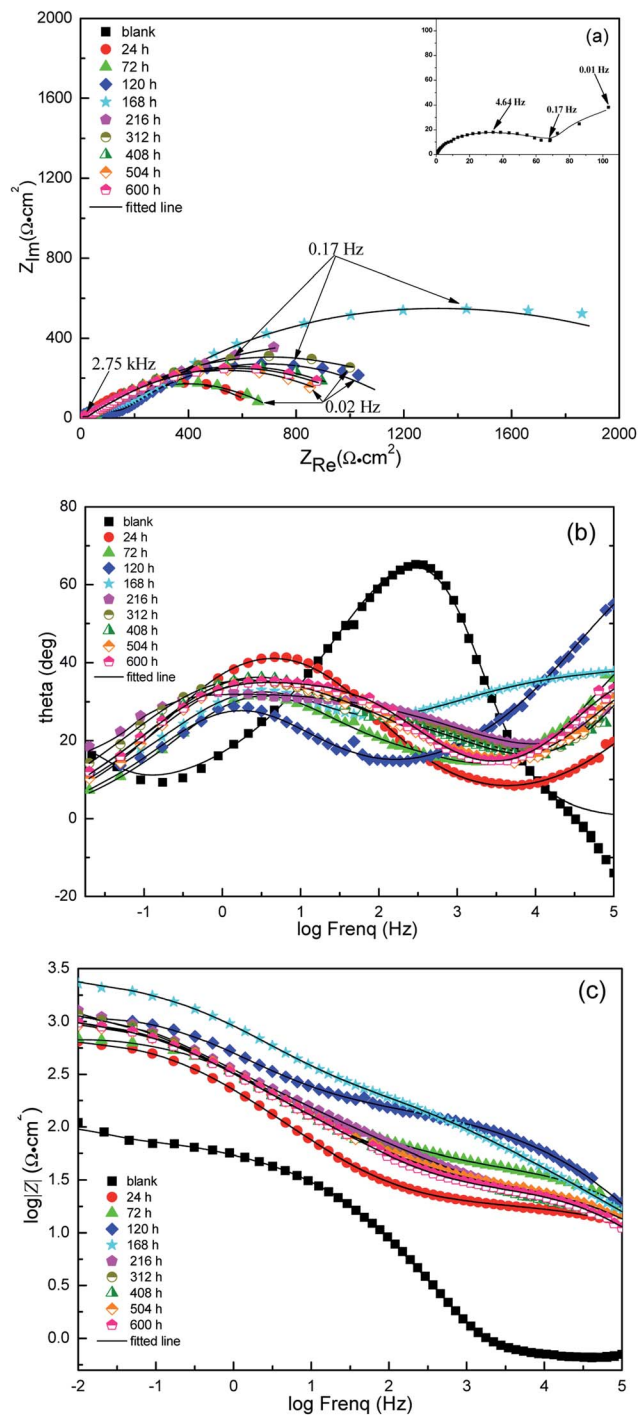 2000
1600
1200
800
400
0
Z_Im(Ω•cm²)
blank
24 h
72 h
120 h
168 h
216 h
312 h
408 h
504 h
600 h
fitted line
(a)
100
80
60
40
20
0
0 20 40 60 80 100
4.64 Hz
0.17 Hz
0.01 Hz
0.17 Hz
2.75 kHz
0.02 Hz
0 400 800 1200 1600 2000
Z_Re(Ω•cm²)
80
60
40
20
0
-20
theta (deg)
blank
24 h
72 h
120 h
168 h
216 h
312 h
408 h
504 h
600 h
fitted line
(b)
-1 0 1 2 3 4 5
log Frenq (Hz)
3.5
3.0
2.5
2.0
1.5
1.0
0.5
0.0
log|Z| (Ω•cm²)
(c)
blank
24 h
72 h
120 h
168 h
216 h
312 h
408 h
504 h
600 h
fitted line
-2 -1 0 1 2 3 4 5
log Frenq (Hz)